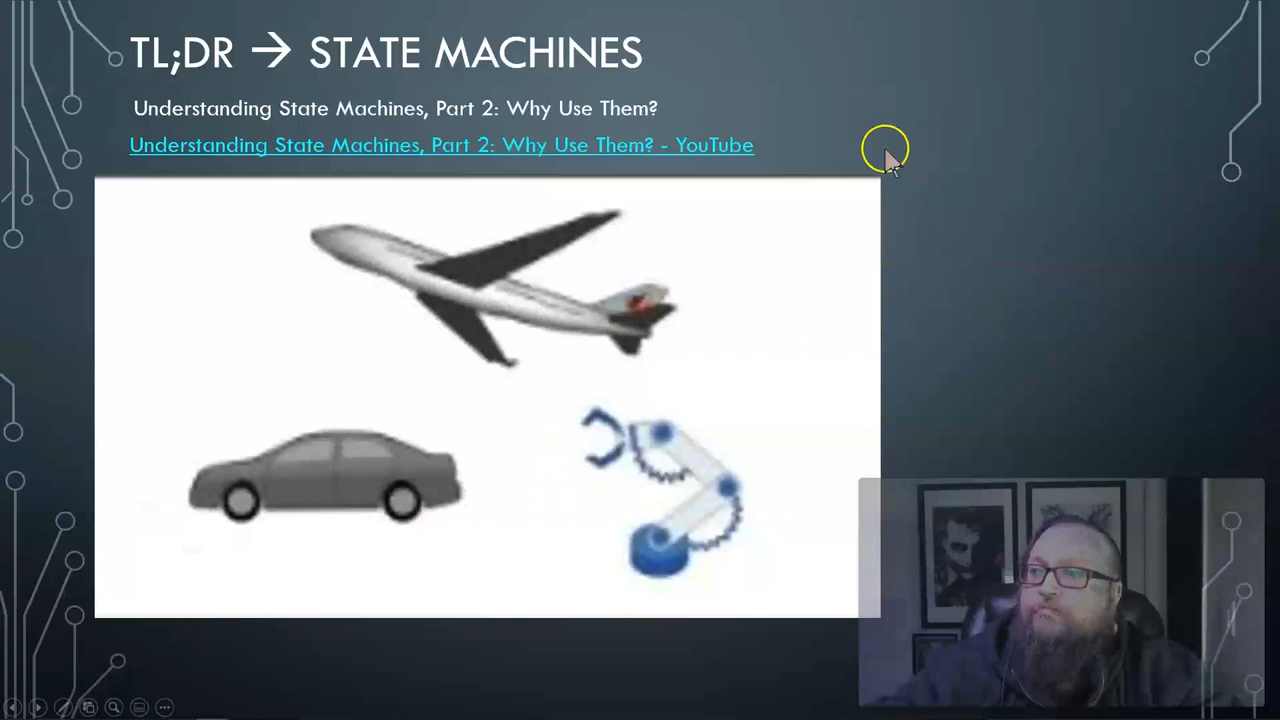 TL;DR → STATE MACHINES
Understanding State Machines, Part 2: Why Use Them?
Understanding State Machines, Part 2: Why Use Them? - YouTube